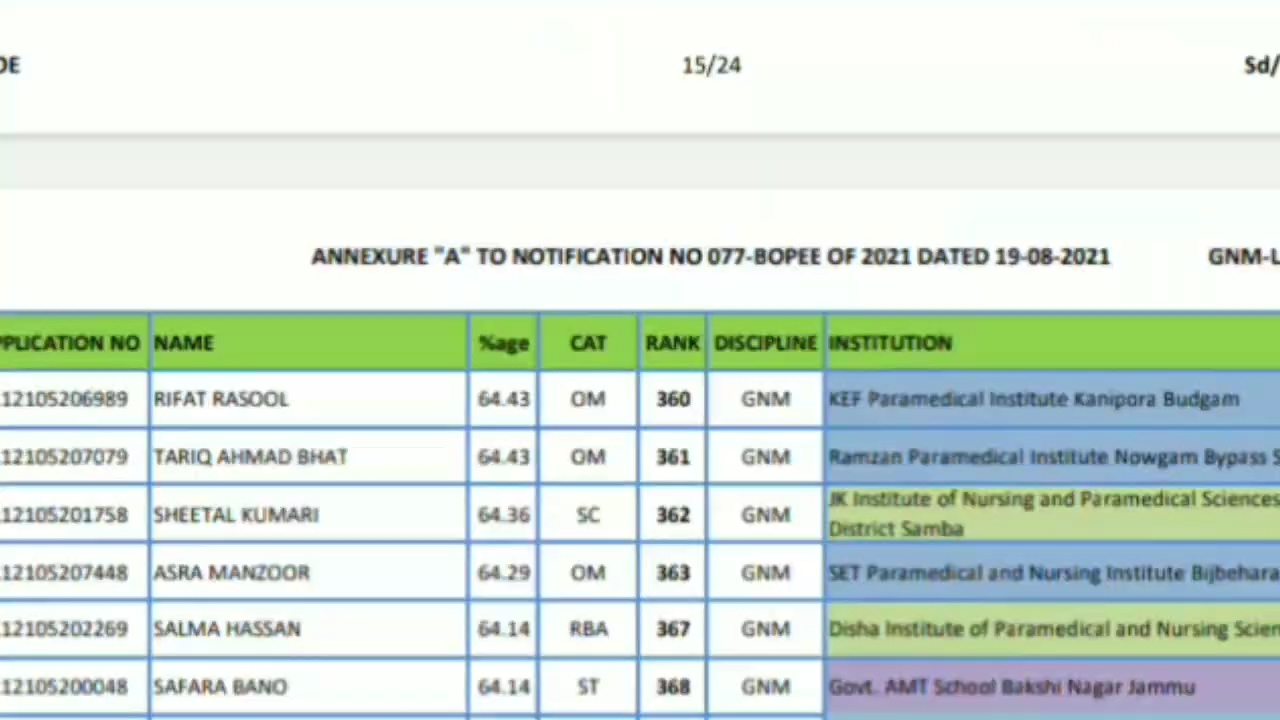 DE 15/24 Sd/
ANNEXURE "A" TO NOTIFICATION NO 077-BOPEE OF 2021 DATED 19-08-2021 GNM-L
PPLICATION NO NAME %age CAT RANK DISCIPLINE INSTITUTION
12105206989 RIFAT RASOOL 64.43 OM 360 GNM KEF Paramedical Institute Kanipora Budgam
12105207079 TARIQ AHMAD BHAT 64.43 OM 361 GNM Ramzan Paramedical Institute Nowgam Bypass S
12105201758 SHEETAL KUMARI 64.36 SC 362 GNM JK Institute of Nursing and Paramedical Sciences
District Samba
12105207448 ASRA MANZOOR 64.29 OM 363 GNM SET Paramedical and Nursing Institute Bijbehara
12105202269 SALMA HASSAN 64.14 RBA 367 GNM Disha Institute of Paramedical and Nursing Scien
12105200048 SAFARA BANO 64.14 ST 368 GNM Govt. AMT School Bakshi Nagar Jammu